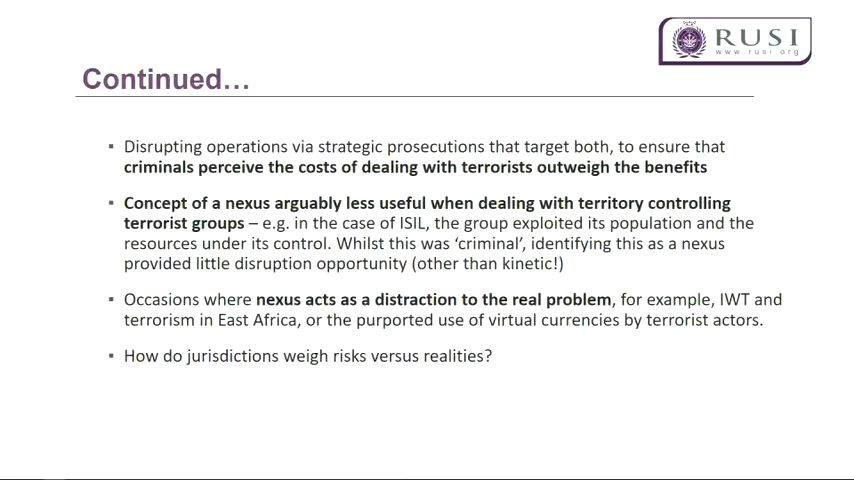 RUSI
www.rusi.org
Continued...
▪ Disrupting operations via strategic prosecutions that target both, to ensure that
criminals perceive the costs of dealing with terrorists outweigh the benefits
▪ Concept of a nexus arguably less useful when dealing with territory controlling
terrorist groups – e.g. in the case of ISIL, the group exploited its population and the
resources under its control. Whilst this was ‘criminal’, identifying this as a nexus
provided little disruption opportunity (other than kinetic!)
▪ Occasions where nexus acts as a distraction to the real problem, for example, IWT and
terrorism in East Africa, or the purported use of virtual currencies by terrorist actors.
▪ How do jurisdictions weigh risks versus realities?